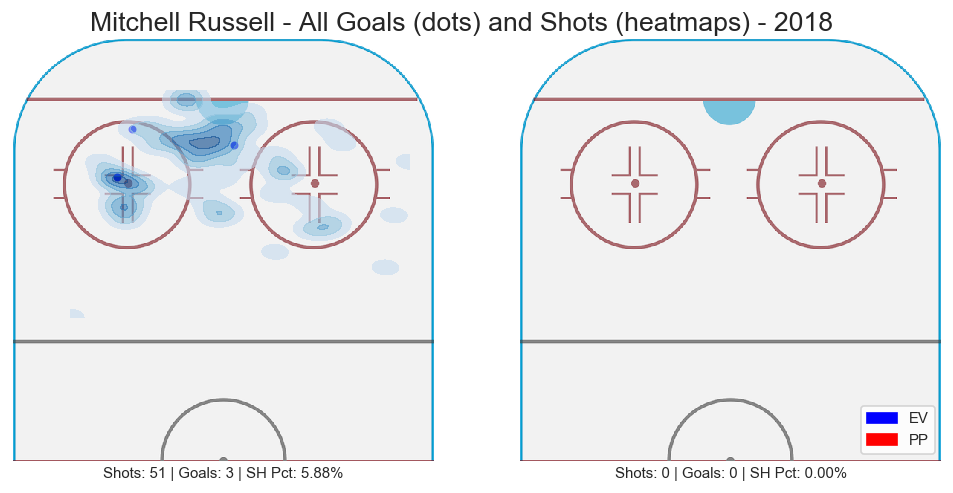 Mitchell Russell - All Goals (dots) and Shots (heatmaps) - 2018
EV
PP
Shots: 51 | Goals: 3 | SH Pct: 5.88%
Shots: 0 | Goals: 0 | SH Pct: 0.00%